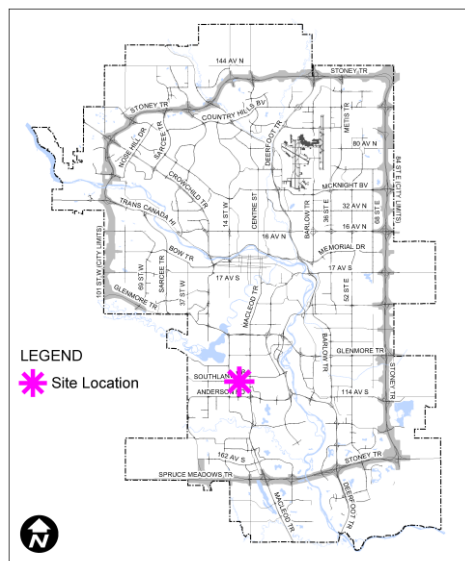 144 AV N
STONEY TR
STONEY TR
COUNTRY HILLS BV
DEERFOOT TR
METIS TR
NOSE HILL DR
SARCEE TR
80 AV N
CROWCHILD TR
MCKNIGHT BV
84 ST E (CITY LIMITS)
TRANS CANADA HI
14 ST W
CENTRE ST
BARLOW TR
36 ST E
32 AV N
68 ST E
16 AV N
16 AV N
BOW TR
MEMORIAL DR
101 ST W (CITY LIMITS)
69 ST W
SARCEE TR
37 ST W
17 AV S
MACLEOD TR
17 AV S
52 ST E
GLENMORE TR
BARLOW TR
GLENMORE TR
LEGEND
Site Location
STONEY TR
ANDERSON
114 AV S
162 AV S
STONEY TR
SPRUCE MEADOWS TR
MACLEOD TR
DEERFOOT TR
N